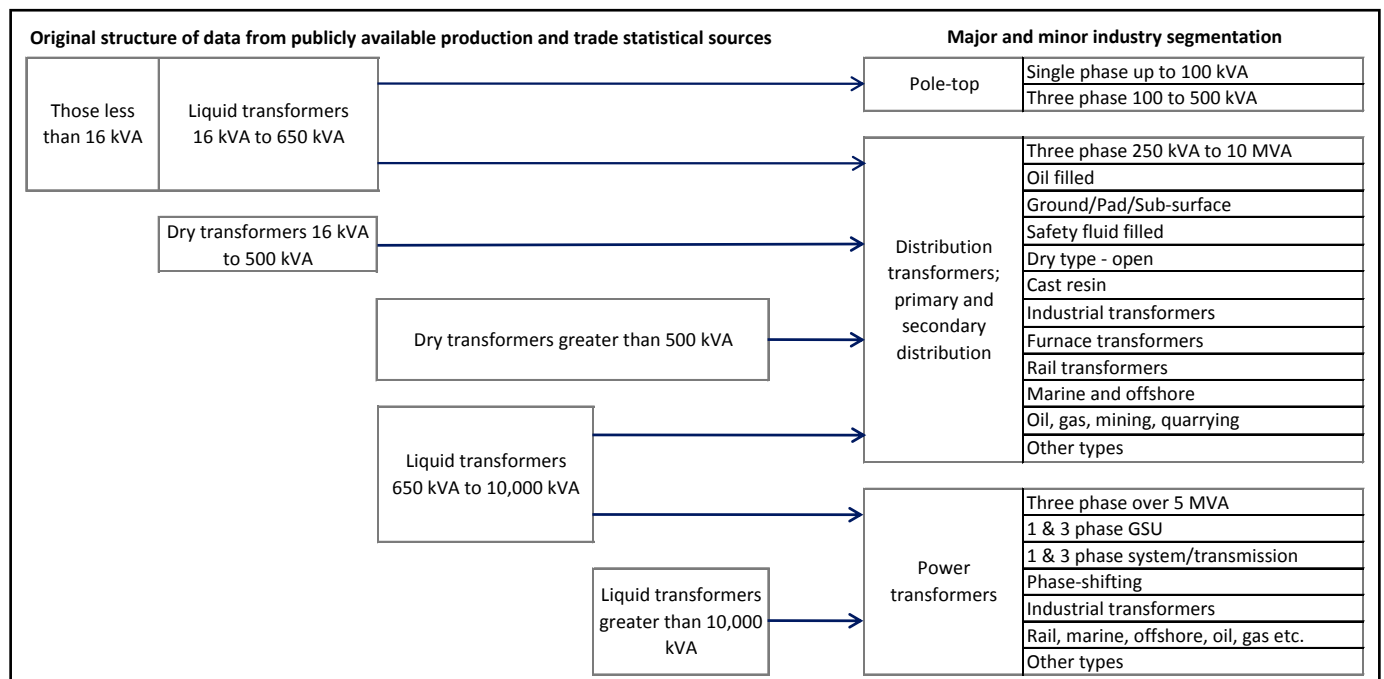 Original structure of data from publicly available production and trade statistical sources
Major and minor industry segmentation
Those less
than 16 kVA
Liquid transformers
16 kVA to 650 kVA
Pole-top
Single phase up to 100 kVA
Three phase 100 to 500 kVA
Dry transformers 16 kVA
to 500 kVA
Dry transformers greater than 500 kVA
Liquid transformers
650 kVA to 10,000 kVA
Distribution
transformers;
primary and
secondary
distribution
Three phase 250 kVA to 10 MVA
Oil filled
Ground/Pad/Sub-surface
Safety fluid filled
Dry type - open
Cast resin
Industrial transformers
Furnace transformers
Rail transformers
Marine and offshore
Oil, gas, mining, quarrying
Other types
Liquid transformers
greater than 10,000
kVA
Power
transformers
Three phase over 5 MVA
1 & 3 phase GSU
1 & 3 phase system/transmission
Phase-shifting
Industrial transformers
Rail, marine, offshore, oil, gas etc.
Other types